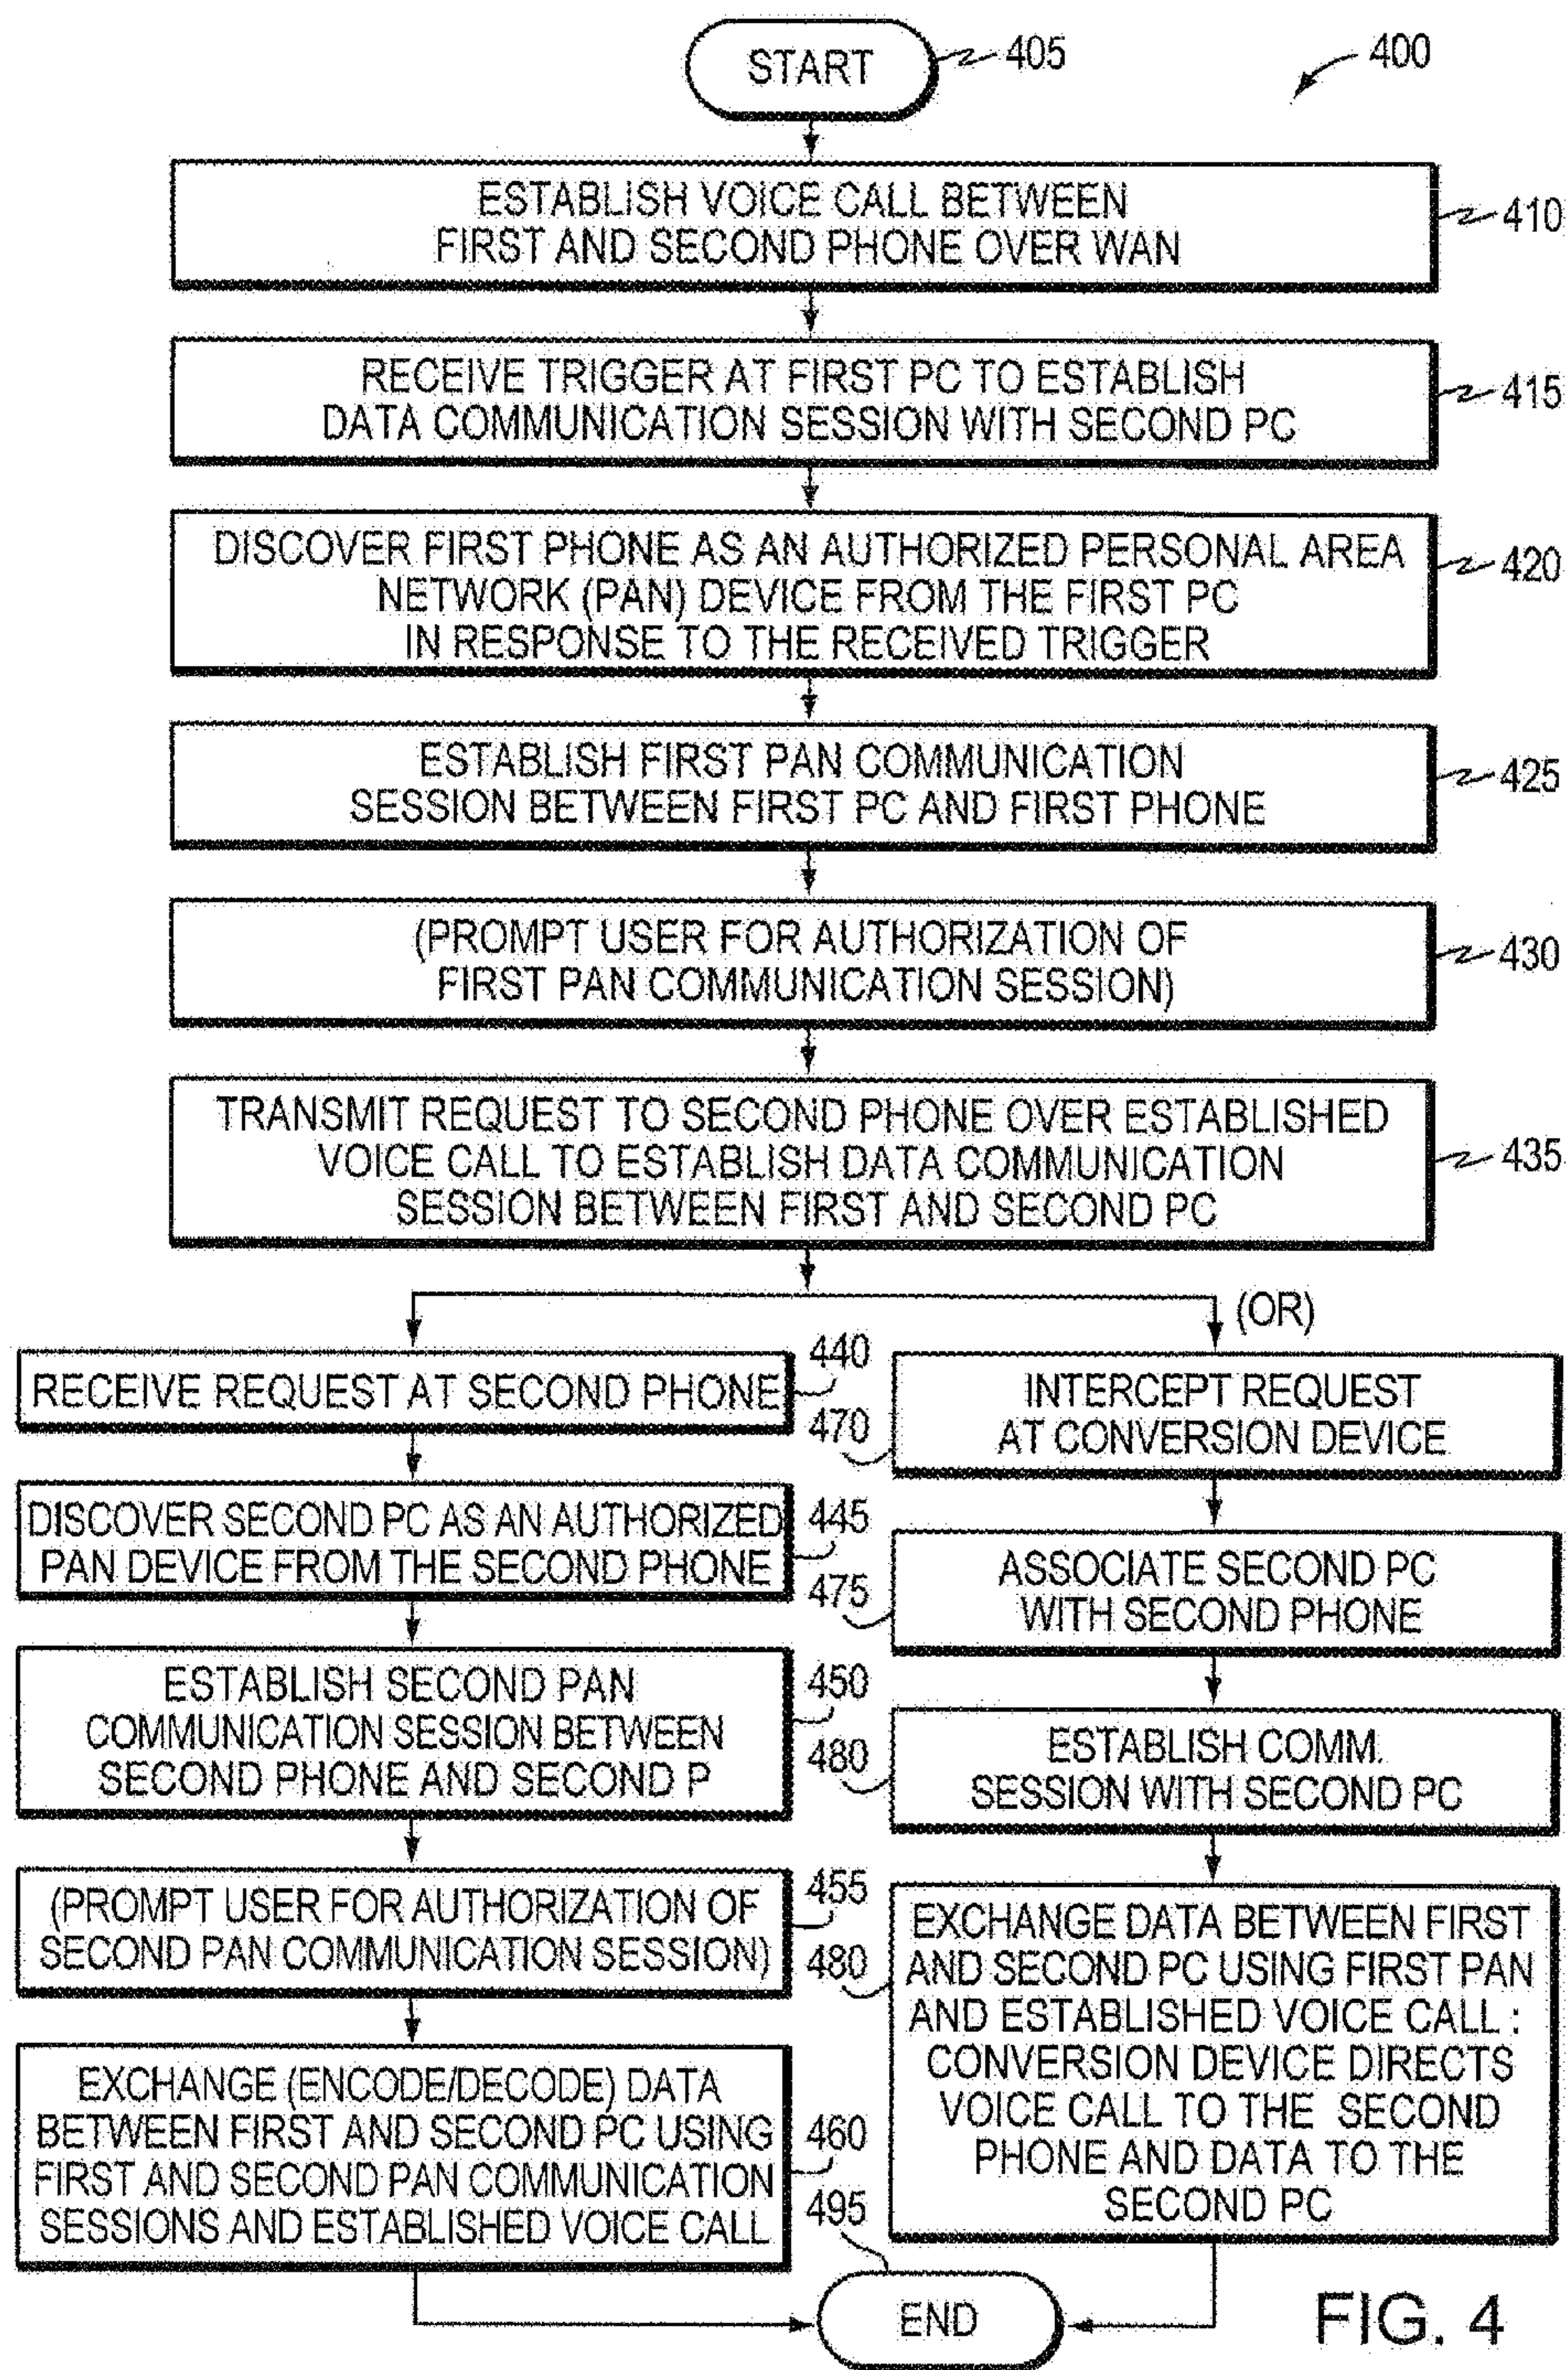 START
405
400
ESTABLISH VOICE CALL BETWEEN
FIRST AND SECOND PHONE OVER WAN
410
RECEIVE TRIGGER AT FIRST PC TO ESTABLISH
DATA COMMUNICATION SESSION WITH SECOND PC
415
DISCOVER FIRST PHONE AS AN AUTHORIZED PERSONAL AREA
NETWORK (PAN) DEVICE FROM THE FIRST PC
IN RESPONSE TO THE RECEIVED TRIGGER
420
ESTABLISH FIRST PAN COMMUNICATION
SESSION BETWEEN FIRST PC AND FIRST PHONE
425
(PROMPT USER FOR AUTHORIZATION OF
FIRST PAN COMMUNICATION SESSION)
430
TRANSMIT REQUEST TO SECOND PHONE OVER ESTABLISHED
VOICE CALL TO ESTABLISH DATA COMMUNICATION
SESSION BETWEEN FIRST AND SECOND PC
435
RECEIVE REQUEST AT SECOND PHONE
440
DISCOVER SECOND PC AS AN AUTHORIZED
PAN DEVICE FROM THE SECOND PHONE
445
ESTABLISH SECOND PAN
COMMUNICATION SESSION BETWEEN
SECOND PHONE AND SECOND P
450
(PROMPT USER FOR AUTHORIZATION OF
SECOND PAN COMMUNICATION SESSION)
455
EXCHANGE (ENCODE/DECODE) DATA
BETWEEN FIRST AND SECOND PC USING
FIRST AND SECOND PAN COMMUNICATION
SESSIONS AND ESTABLISHED VOICE CALL
460
(OR)
INTERCEPT REQUEST
AT CONVERSION DEVICE
470
ASSOCIATE SECOND PC
WITH SECOND PHONE
475
ESTABLISH COMM.
SESSION WITH SECOND PC
480
EXCHANGE DATA BETWEEN FIRST
AND SECOND PC USING FIRST PAN
AND ESTABLISHED VOICE CALL :
CONVERSION DEVICE DIRECTS
VOICE CALL TO THE SECOND
PHONE AND DATA TO THE
SECOND PC
480
495
END
FIG. 4